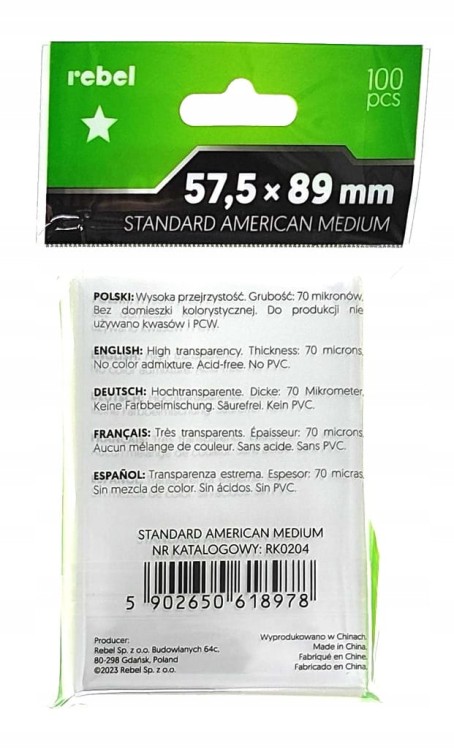 rebel
100
pcs
57,5 × 89 mm
STANDARD AMERICAN MEDIUM
POLSKI: Wysoka przejrzystość. Grubość: 70 mikronów.
Bez domieszki kolorystycznej. Do produkcji nie
używano kwasów i PCW.
ENGLISH: High transparency. Thickness: 70 microns.
No color admixture. Acid-free. No PVC.
DEUTSCH: Hochtransparente. Dicke: 70 Mikrometer.
Keine Farbbeimischung. Säurefrei. Kein PVC.
FRANÇAIS: Très transparents. Épaisseur: 70 microns.
Aucun mélange de couleur. Sans acide. Sans PVC.
ESPAÑOL: Transparenza estrema. Espesor: 70 micras.
Sin mezcla de color. Sin ácidos. Sin PVC.
STANDARD AMERICAN MEDIUM
NR KATALOGOWY: RK0204
5 902650 618978
Producer:
Rebel Sp. z o.o. Budowlanych 64c,
80-298 Gdańsk, Poland
©2023 Rebel Sp. z o.o.
Wyprodukowano w Chinach.
Made in China.
Fabriqué en Chine.
Fabricado en China.